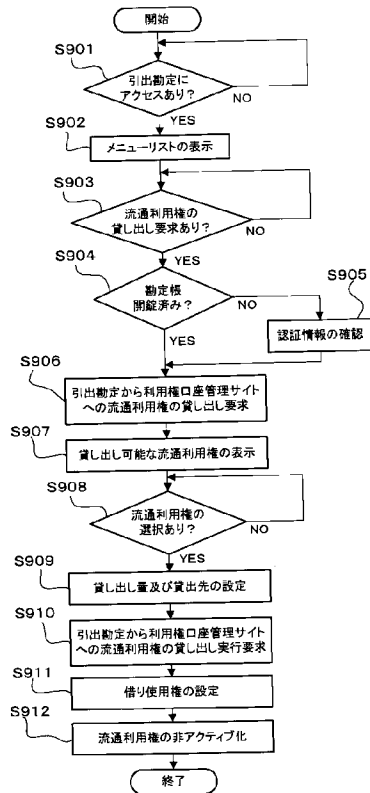 開始
S901
引出勘定に
アクセスあり？
NO
YES
S902
メニューリストの表示
S903
流通利用権の
貸し出し要求あり？
NO
YES
S904
勘定帳
開錠済み？
NO
YES
S905
認証情報の確認
S906
引出勘定から利用権口座管理サイト
への流通利用権の貸し出し要求
S907
貸し出し可能な流通利用権の表示
S908
流通利用権の
選択あり？
NO
YES
S909
貸し出し量及び貸出先の設定
S910
引出勘定から利用権口座管理サイト
への流通利用権の貸し出し実行要求
S911
借り使用権の設定
S912
流通利用権の非アクティブ化
終了